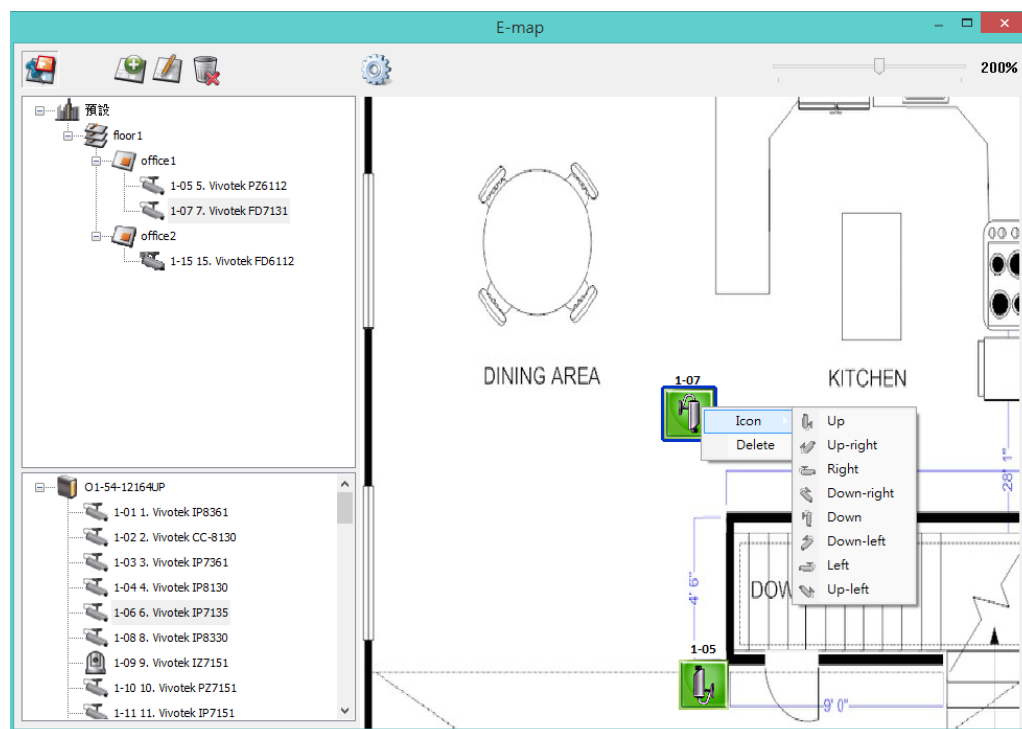 E-map
200%
預設
floor1
office1
1-05 5. Vivotek PZ6112
1-07 7. Vivotek FD7131
office2
1-15 15. Vivotek FD6112
O1-54-12164UP
1-01 1. Vivotek IP8361
1-02 2. Vivotek CC-8130
1-03 3. Vivotek IP7361
1-04 4. Vivotek IP8130
1-06 6. Vivotek IP7135
1-08 8. Vivotek IP8330
1-09 9. Vivotek IZ7151
1-10 10. Vivotek PZ7151
1-11 11. Vivotek IP7151
DINING AREA
KITCHEN
1-07
Icon
Delete
Up
Up-right
Right
Down-right
Down
Down-left
Left
Up-left
28' 1"
4' 6"
DOW
1-05
9' 0"